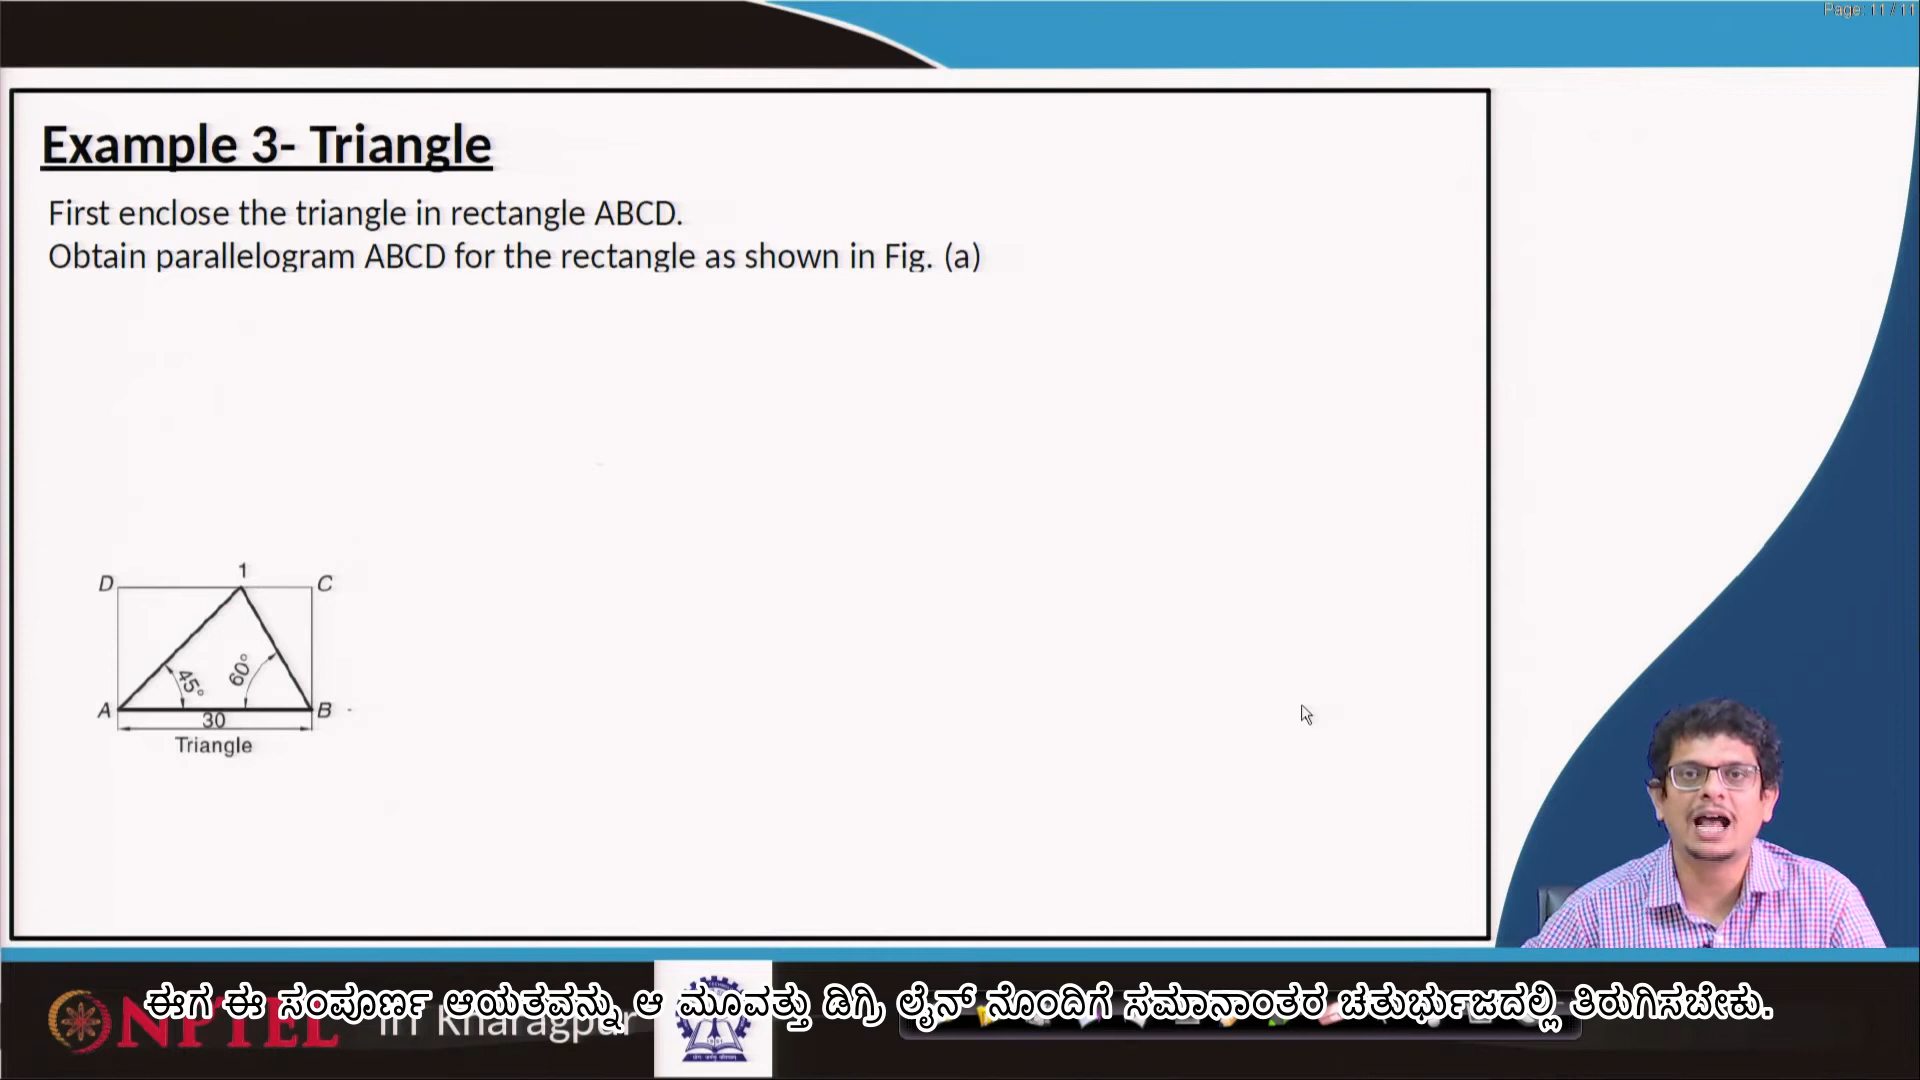 Page: 11 / 11
Example 3- Triangle
First enclose the triangle in rectangle ABCD.
Obtain parallelogram ABCD for the rectangle as shown in Fig. (a)
1
D
C
45°
60°
A
B
30
Triangle
ಈಗ ಈ ಸಂಪೂರ್ಣ ಆಯತವನ್ನು ಆ ಮೂವತ್ತು ಡಿಗ್ರಿ ಲೈನ್ ನೊಂದಿಗೆ ಸಮಾನಾಂತರ ಚತುರ್ಭುಜದಲ್ಲಿ ತಿರುಗಿಸಬೇಕು.
NPTEL
IIT Kharagpur